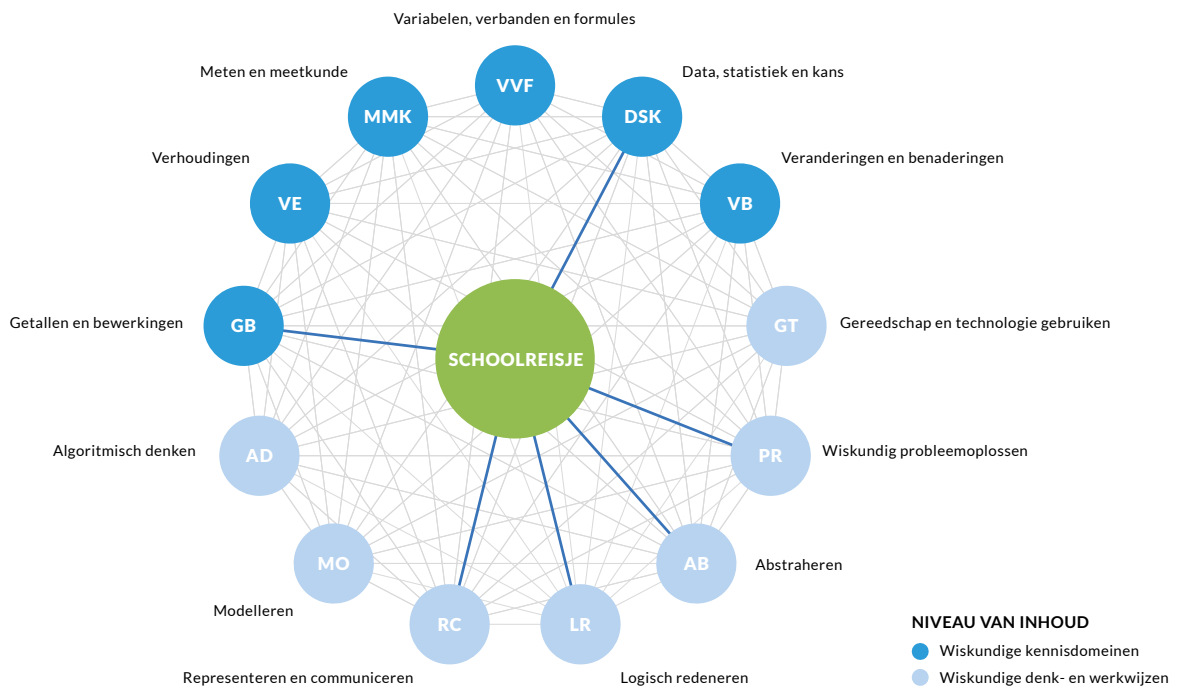 Variabelen, verbanden en formules
Meten en meetkunde
Data, statistiek en kans
VVF
MMK
DSK
Verhoudingen
Veranderingen en benaderingen
VE
VB
Getallen en bewerkingen
GB
GT
Gereedschap en technologie gebruiken
SCHOOLREISJE
Algoritmisch denken
AD
PR
Wiskundig probleemoplossen
MO
AB
Abstraheren
Modelleren
RC
LR
Representeren en communiceren
Logisch redeneren
NIVEAU VAN INHOUD
Wiskundige kennisdomeinen
Wiskundige denk- en werkwijzen